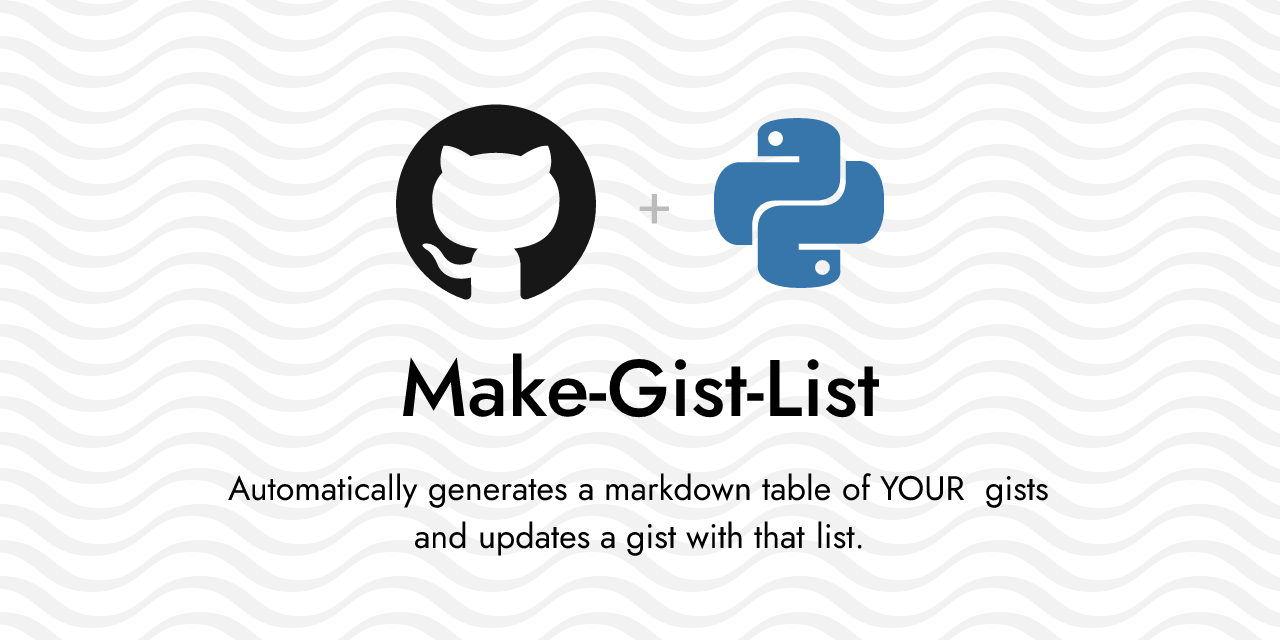 +
Make-Gist-List
Automatically generates a markdown table of YOUR  gists
and updates a gist with that list.